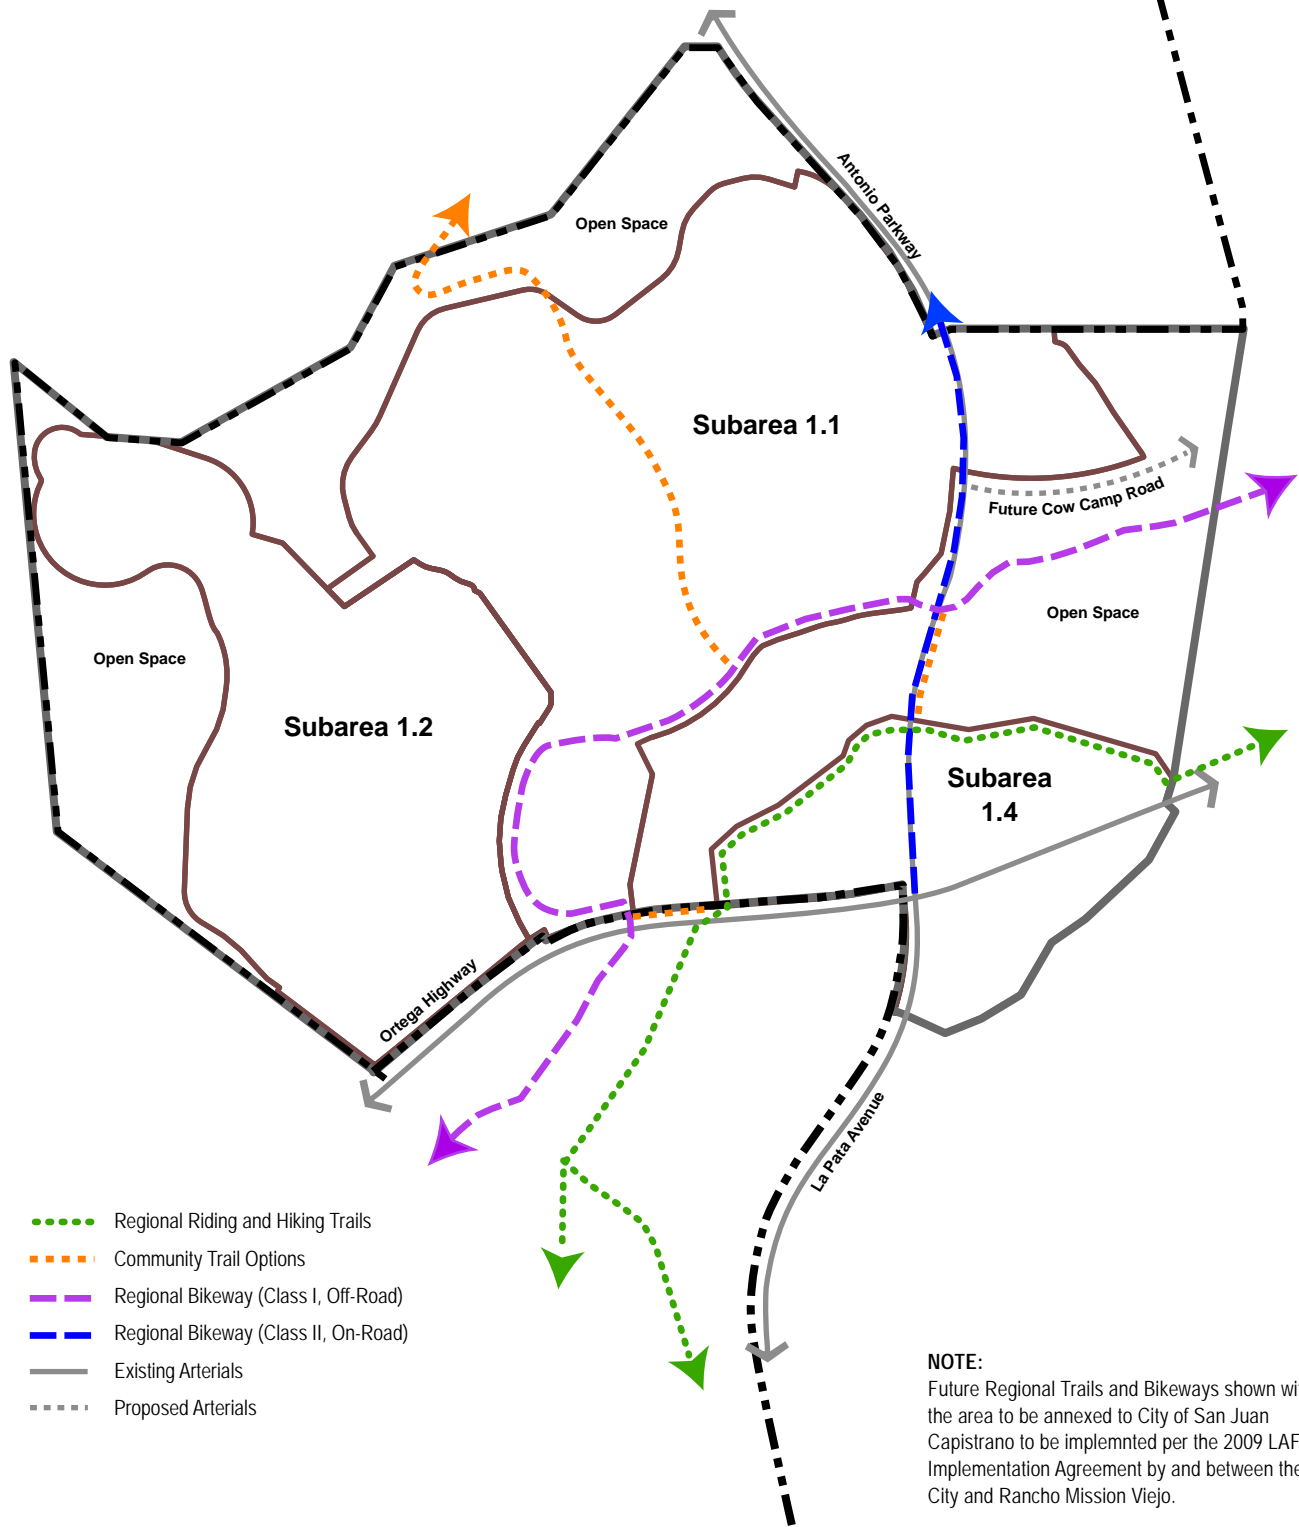 Antonio Parkway
Open Space
Subarea 1.1
Future Cow Camp Road
Open Space
Open Space
Subarea 1.2
Subarea
1.4
Ortega Highway
La Pata Avenue
Regional Riding and Hiking Trails
Community Trail Options
Regional Bikeway (Class I, Off-Road)
Regional Bikeway (Class II, On-Road)
Existing Arterials
Proposed Arterials
NOTE:
Future Regional Trails and Bikeways shown wi
the area to be annexed to City of San Juan
Capistrano to be implemnted per the 2009 LAF
Implementation Agreement by and between the
City and Rancho Mission Viejo.